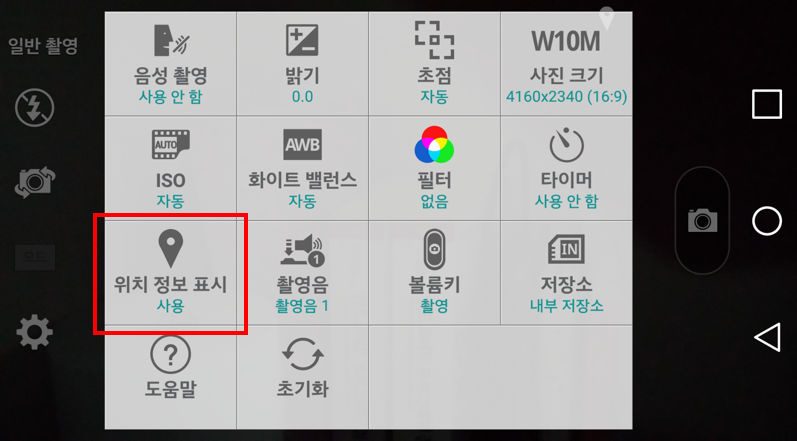 일반 촬영
음성 촬영
사용 안 함
밝기
0.0
초점
자동
W10M
사진 크기
4160x2340 (16:9)
AUTO
ISO
자동
AWB
화이트 밸런스
자동
필터
없음
타이머
사용 안 함
위치 정보 표시
사용
1
촬영음
촬영음 1
볼륨키
촬영
IN
저장소
내부 저장소
?
도움말
초기화
모드